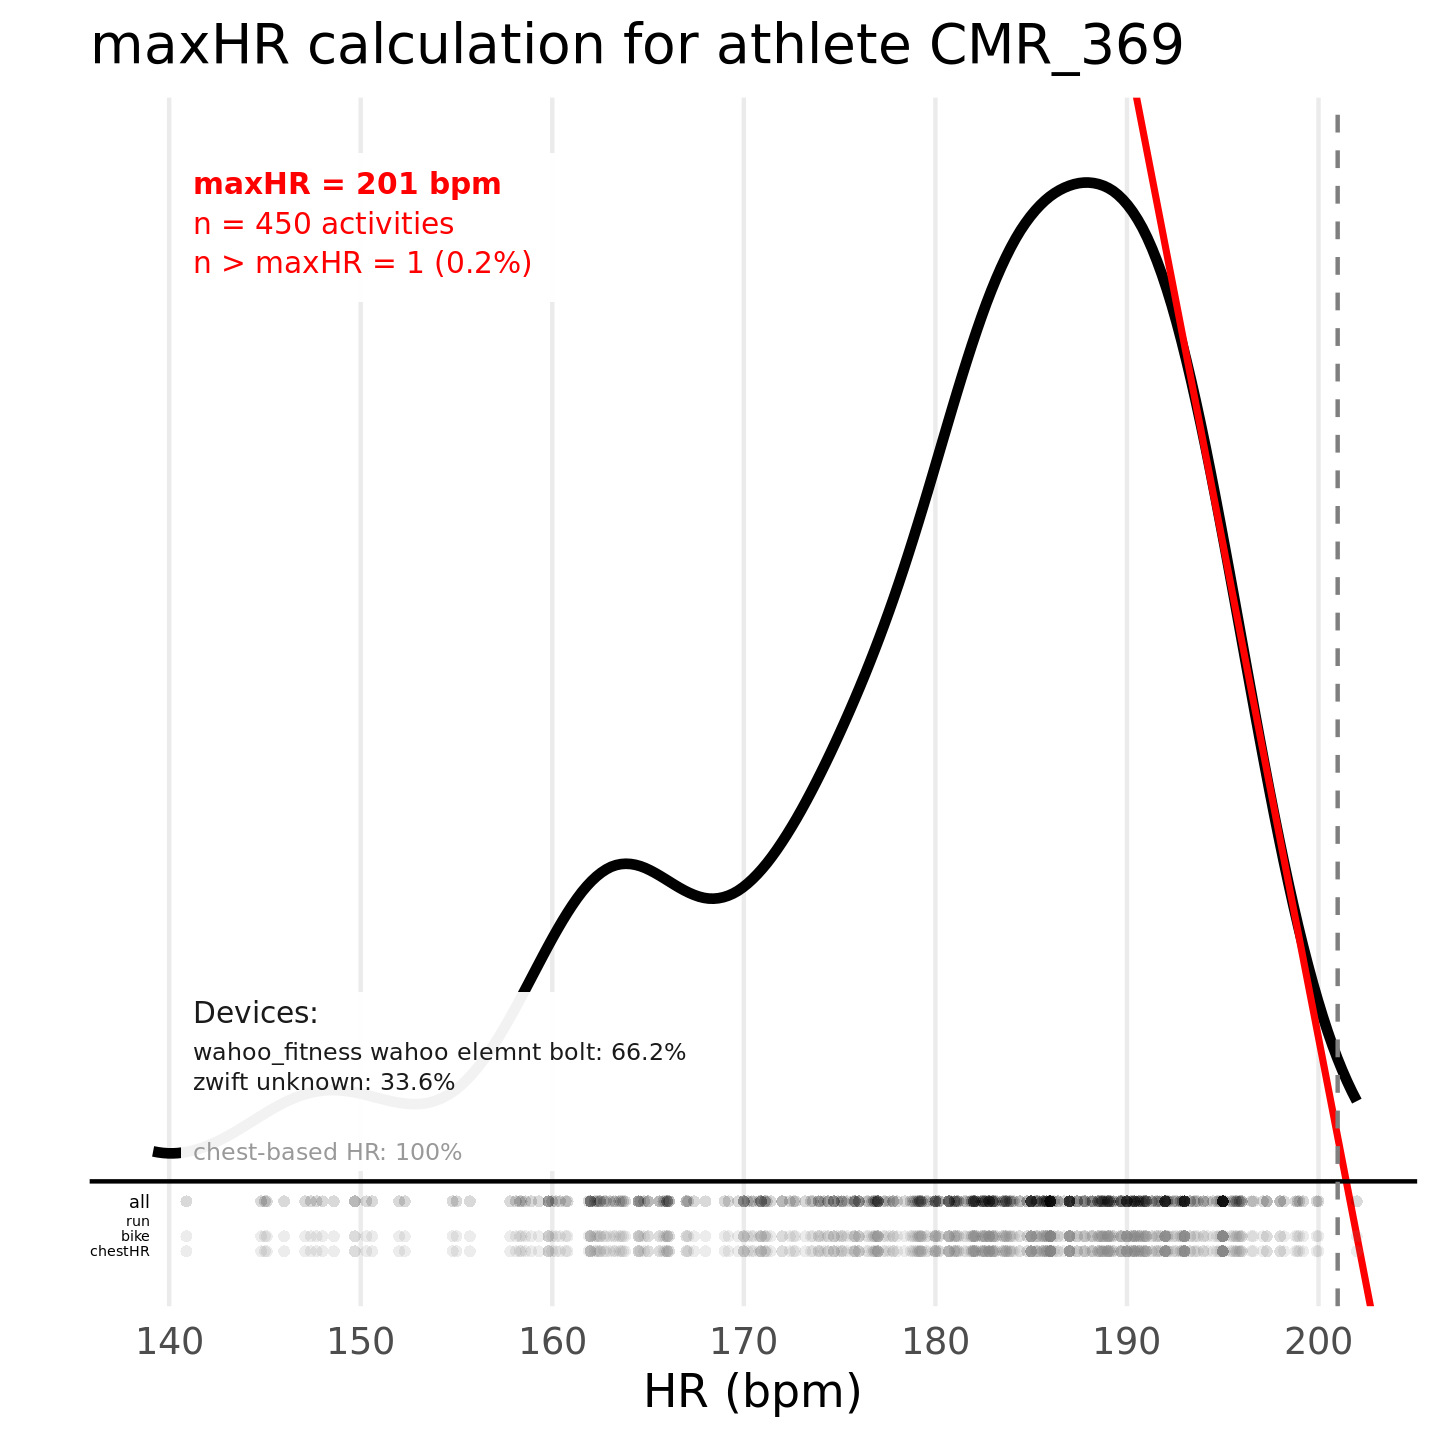 maxHR calculation for athlete CMR_369
maxHR = 201 bpm
n = 450 activities
n > maxHR = 1 (0.2%)
Devices:
wahoo_fitness wahoo elemnt bolt: 66.2%
zwift unknown: 33.6%
chest-based HR: 100%
all
run
bike
chestHR
140 150 160 170 180 190 200
HR (bpm)